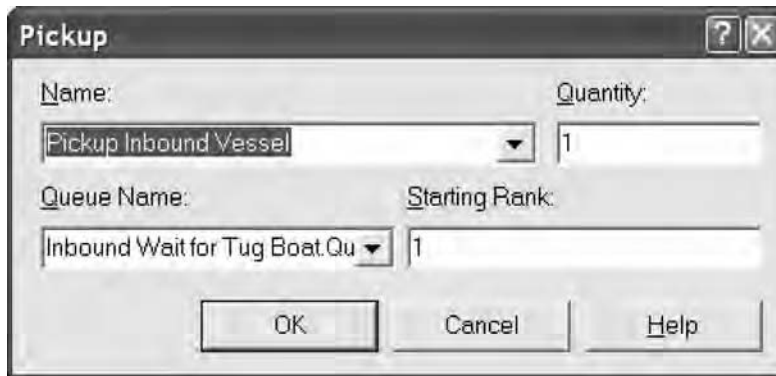 Pickup
Name: Quantity:
Pickup Inbound Vessel 1
Queue Name: Starting Rank:
Inbound Wait for Tug Boat.Qu 1
OK Cancel Help